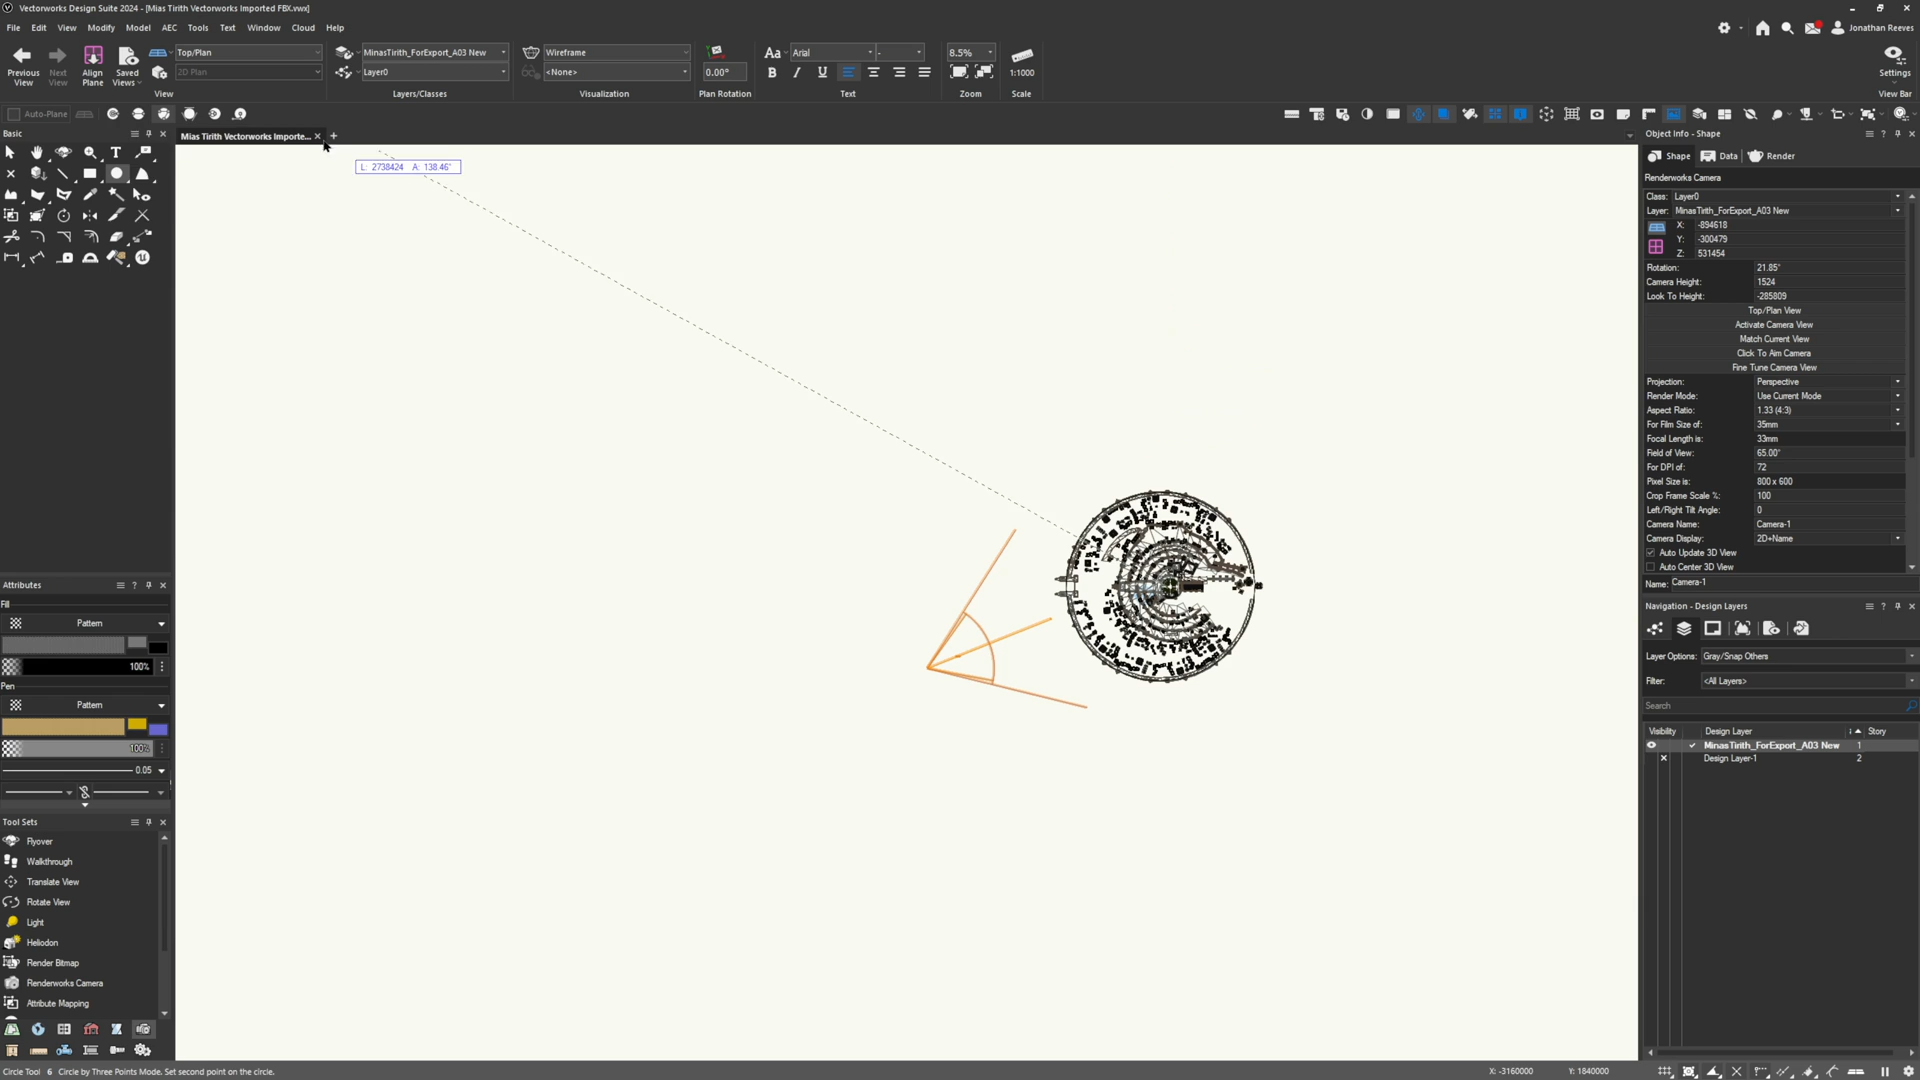 Vectorworks Design Suite 2024 - [Mias Tirith Vectorworks Imported FBX.vwx]
File Edit View Modify Model AEC Tools Text Window Cloud Help
Jonathan Reeves
Previous View
Next View
Align Plane
Saved Views
Top/Plan
2D Plan
View
MinasTirith_ForExport_A03 New
Layer0
Layers/Classes
Wireframe
<None>
Visualization
0.00°
Plan Rotation
Aa Arial -
B I U
Text
8.5%
Zoom
1:1000
Scale
Settings
View Bar
Auto-Plane
Basic
Mias Tirith Vectorworks Importe...
L: 2738424 A: 138.46°
Attributes
Fill
Pattern
100%
Pen
Pattern
100%
0.05
Tool Sets
Flyover
Walkthrough
Translate View
Rotate View
Light
Heliodon
Render Bitmap
Renderworks Camera
Attribute Mapping
Object Info - Shape
Shape Data Render
Renderworks Camera
Class: Layer0
Layer: MinasTirith_ForExport_A03 New
X: -894618
Y: -300479
Z: 531454
Rotation: 21.85°
Camera Height: 1524
Look To Height: -285809
Top/Plan View
Activate Camera View
Match Current View
Click To Aim Camera
Fine Tune Camera View
Projection: Perspective
Render Mode: Use Current Mode
Aspect Ratio: 1.33 (4:3)
For Film Size of: 35mm
Focal Length is: 33mm
Field of View: 65.00°
For DPI of: 72
Pixel Size is: 800 x 600
Crop Frame Scale %: 100
Left/Right Tilt Angle: 0
Camera Name: Camera-1
Camera Display: 2D+Name
Auto Update 3D View
Auto Center 3D View
Name: Camera-1
Navigation - Design Layers
Layer Options: Gray/Snap Others
Filter: <All Layers>
Search
Visibility Design Layer Story
MinasTirith_ForExport_A03 New 1
Design Layer-1 2
Circle Tool 6 Circle by Three Points Mode. Set second point on the circle.
X: -3160000 Y: 1840000